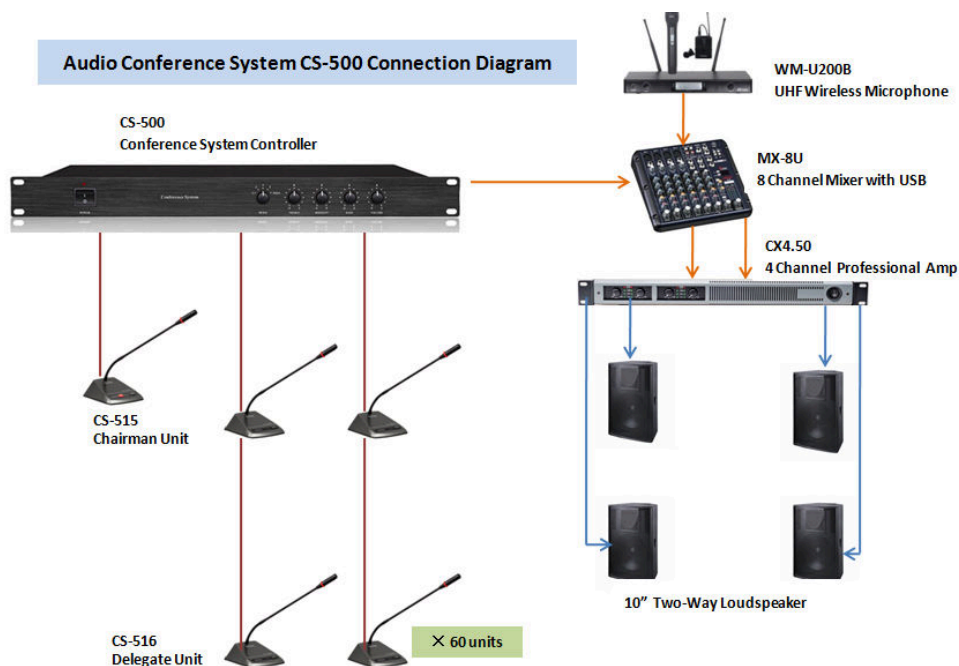 Audio Conference System CS-500 Connection Diagram
WM-U200B
UHF Wireless Microphone
CS-500
Conference System Controller
MX-8U
8 Channel Mixer with USB
Conference System
CX4.50
4 Channel Professional Amp
CS-515
Chairman Unit
10” Two-Way Loudspeaker
CS-516
Delegate Unit
× 60 units